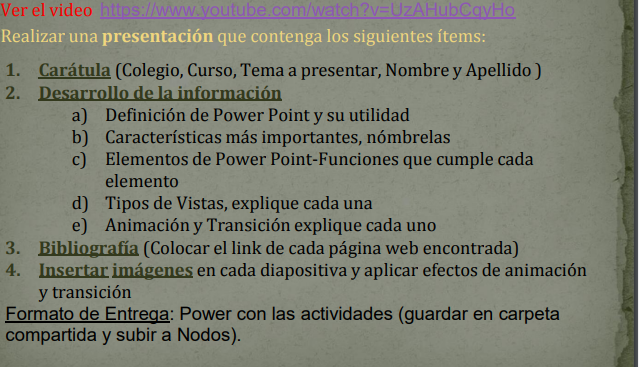 Ver el video https://www.youtube.com/watch?v=UzAHubCqyHo
Realizar una presentación que contenga los siguientes ítems:
1. Carátula (Colegio, Curso, Tema a presentar, Nombre y Apellido )
2. Desarrollo de la información
a) Definición de Power Point y su utilidad
b) Características más importantes, nómbrelas
c) Elementos de Power Point-Funciones que cumple cada
elemento
d) Tipos de Vistas, explique cada una
e) Animación y Transición explique cada uno
3. Bibliografía (Colocar el link de cada página web encontrada)
4. Insertar imágenes en cada diapositiva y aplicar efectos de animación
y transición
Formato de Entrega: Power con las actividades (guardar en carpeta
compartida y subir a Nodos).